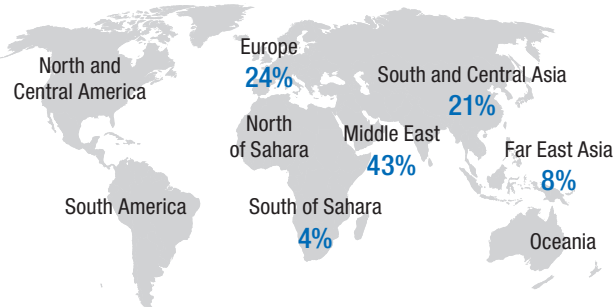 North and
Central America
South America
Europe
24%
North
of Sahara
Middle East
43%
South of Sahara
4%
South and Central Asia
21%
Far East Asia
8%
Oceania